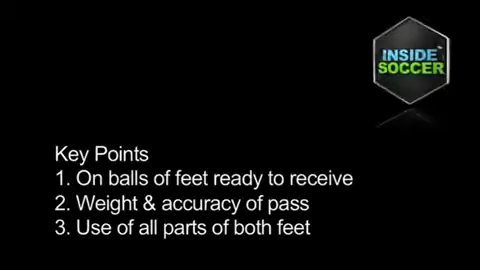 INSIDE
SOCCER
Key Points
1. On balls of feet ready to receive
2. Weight & accuracy of pass
3. Use of all parts of both feet